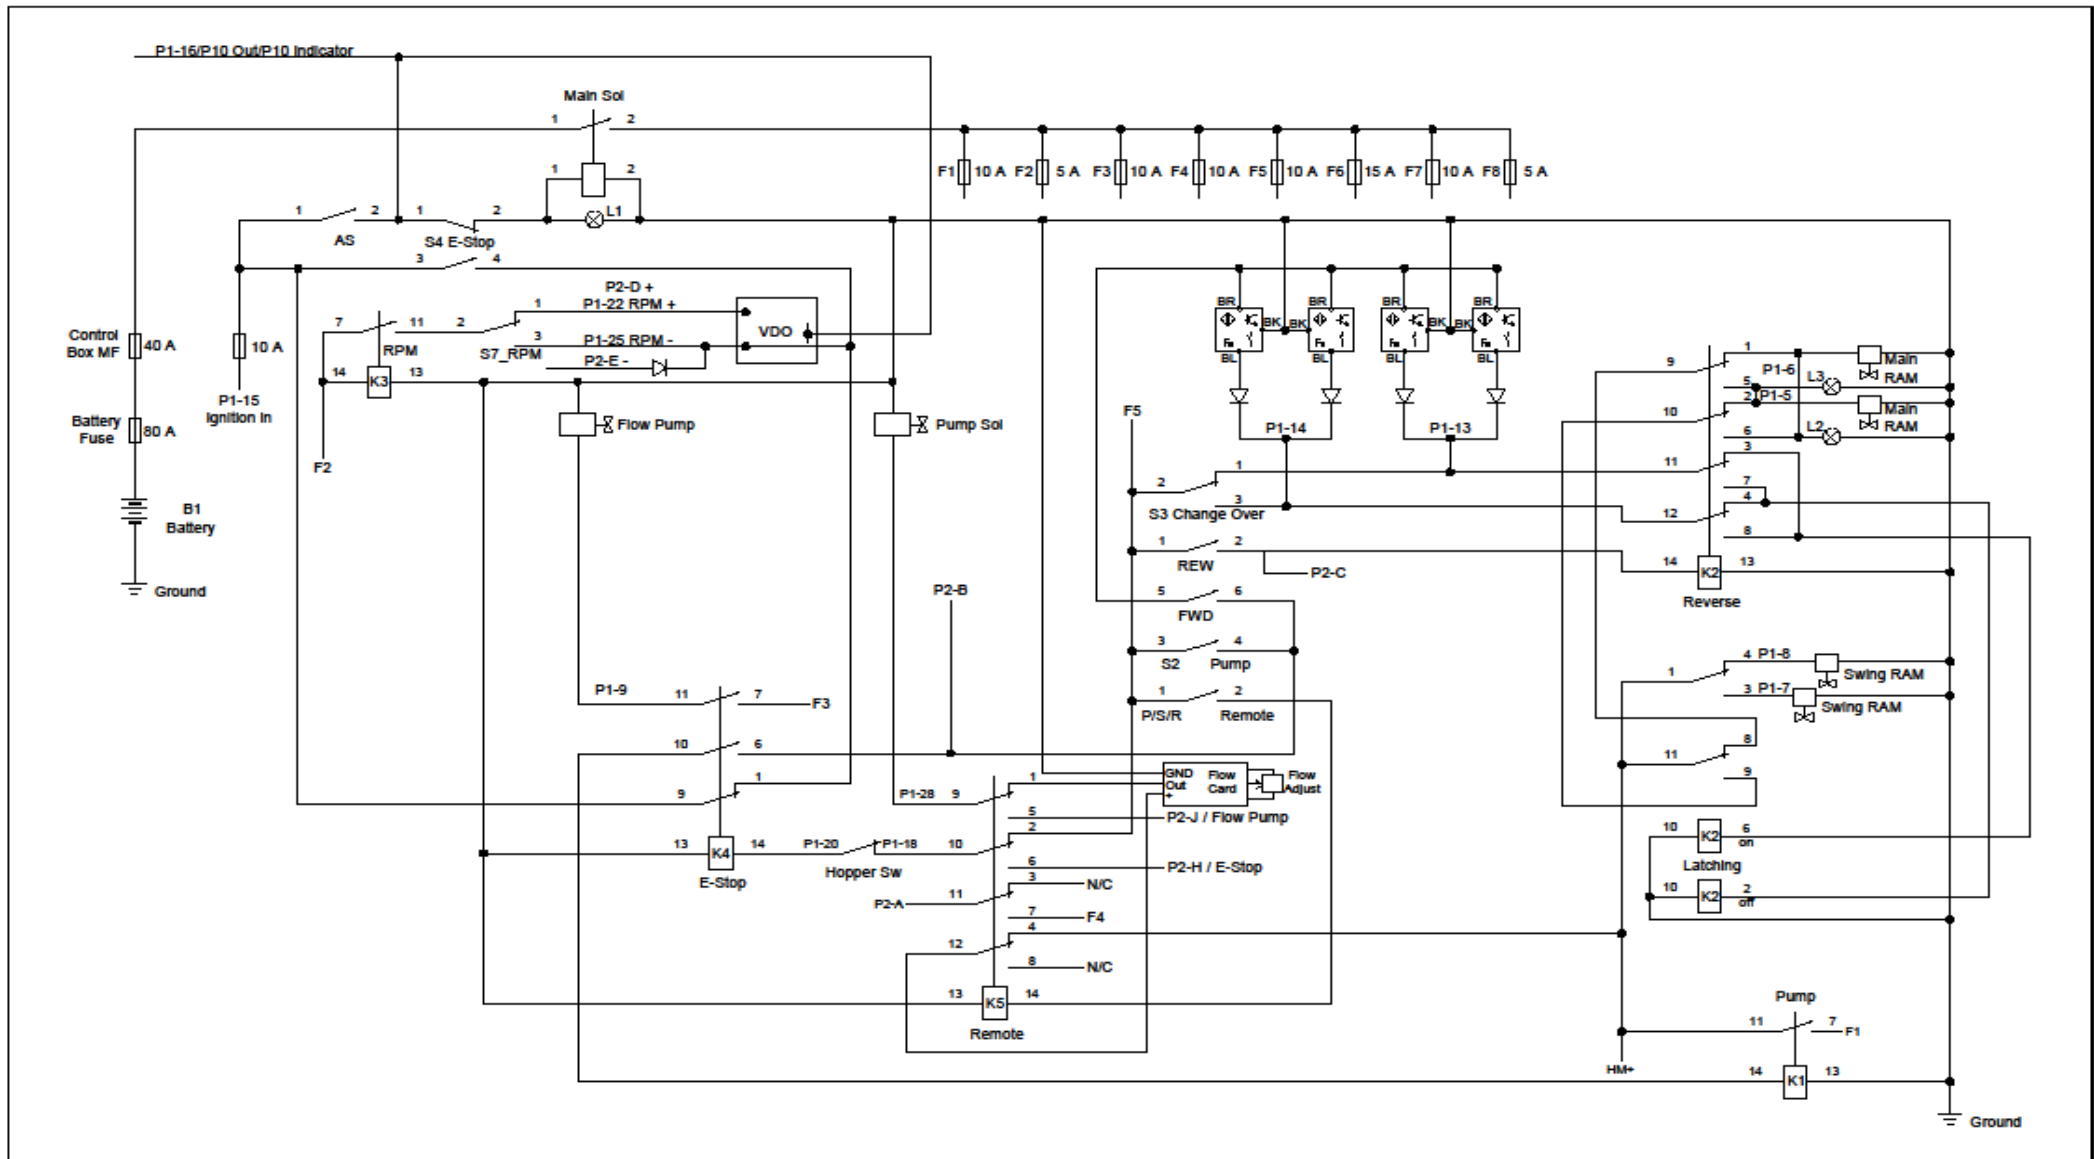 P1-16/P10 Out/P10 Indicator
Main Sol
1 2
1 2
F1 10 A F2 5 A F3 10 A F4 10 A F5 10 A F6 15 A F7 10 A F8 5 A
1 2 1 2 L1
AS S4 E-Stop
3 4
P2-D +
1 P1-22 RPM +
7 11 2 VDO
3 P1-25 RPM -
RPM S7_RPM P2-E -
14 K3 13
Control
Box MF 40 A
10 A
P1-15
Ignition In
Battery
Fuse 80 A
F2
B1
Battery
Ground
Flow Pump
Pump Sol
BR BR BR BR
BK BK BK BK
BL BL BL BL
F5 P1-14 P1-13
2 1
3
S3 Change Over
1 2
REW
P2-C
5 6
FWD
3 4
S2 Pump
1 2
P/S/R Remote
9 1 Main
P1-6 RAM
5 L3
10 2 P1-5 Main
RAM
6 L2
11 3
7
12 4
8
14 K2 13
Reverse
P2-B
P1-9 11 7 F3
10 6
9 1
13 K4 14 P1-20 P1-18 10
E-Stop Hopper Sw
P1-28 9 1
GND Flow Flow
Out Card Adjust
+
5 P2-J / Flow Pump
2
6 P2-H / E-Stop
P2-A 11 3 N/C
7 F4
12 4
8 N/C
13 K5 14
Remote
1 4 P1-8
Swing RAM
3 P1-7
Swing RAM
11 8
9
10 K2 6
on
Latching
10 K2 2
off
Pump
11 7 F1
HM+
14 K1 13
Ground